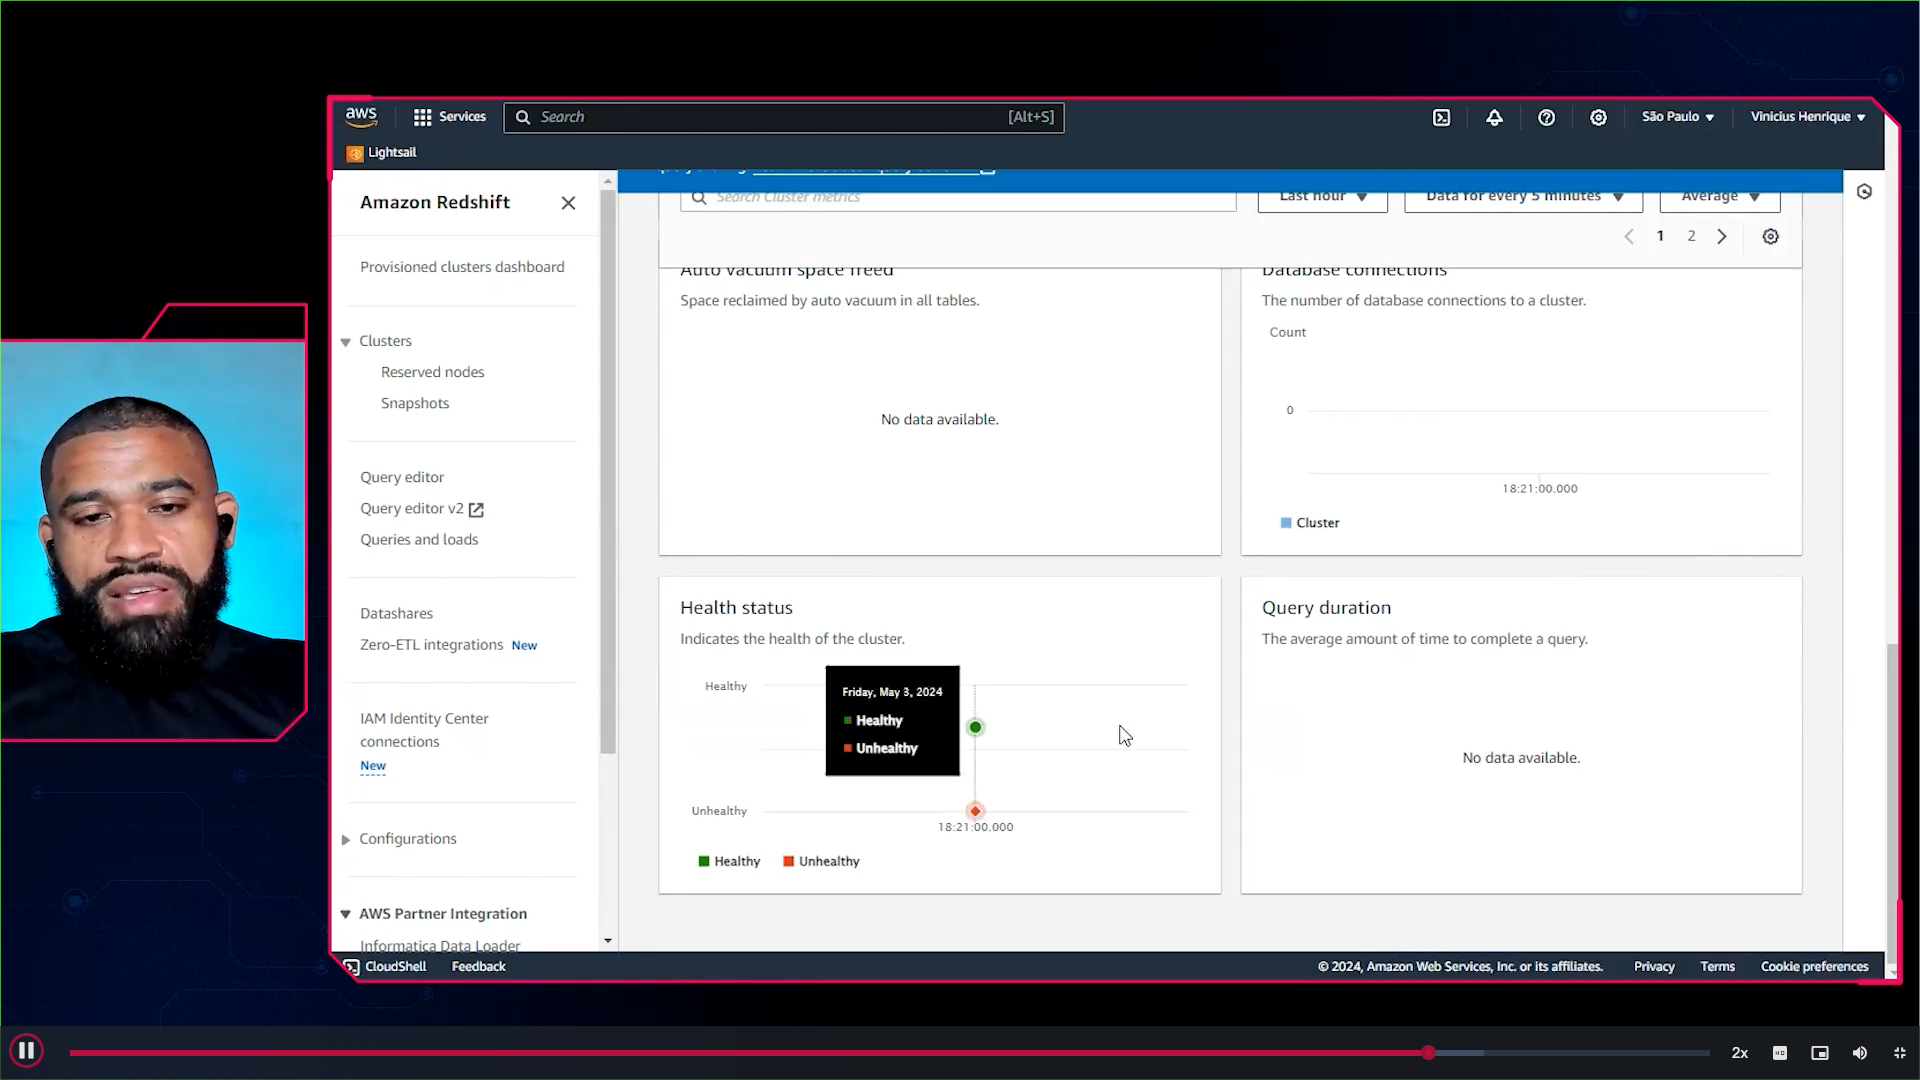 aws
Services
Search
[Alt+S]
São Paulo
Vinicius Henrique
Lightsail
Amazon Redshift
Provisioned clusters dashboard
Clusters
Reserved nodes
Snapshots
Query editor
Query editor v2
Queries and loads
Datashares
Zero-ETL integrations New
IAM Identity Center
connections
New
Configurations
AWS Partner Integration
Informatica Data Loader
Search Cluster metrics
Last hour
Data for every 5 minutes
Average
1 2
Auto vacuum space freed
Space reclaimed by auto vacuum in all tables.
No data available.
Database connections
The number of database connections to a cluster.
Count
0
18:21:00.000
Cluster
Health status
Indicates the health of the cluster.
Healthy
Friday, May 3, 2024
Healthy
Unhealthy
Unhealthy
18:21:00.000
Healthy Unhealthy
Query duration
The average amount of time to complete a query.
No data available.
CloudShell Feedback
© 2024, Amazon Web Services, Inc. or its affiliates. Privacy Terms Cookie preferences
2x
HD